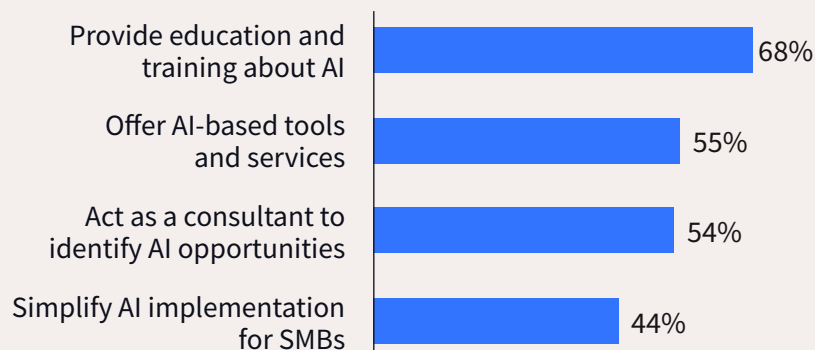 Provide education and
training about AI
68%
Offer AI-based tools
and services
55%
Act as a consultant to
identify AI opportunities
54%
Simplify AI implementation
for SMBs
44%